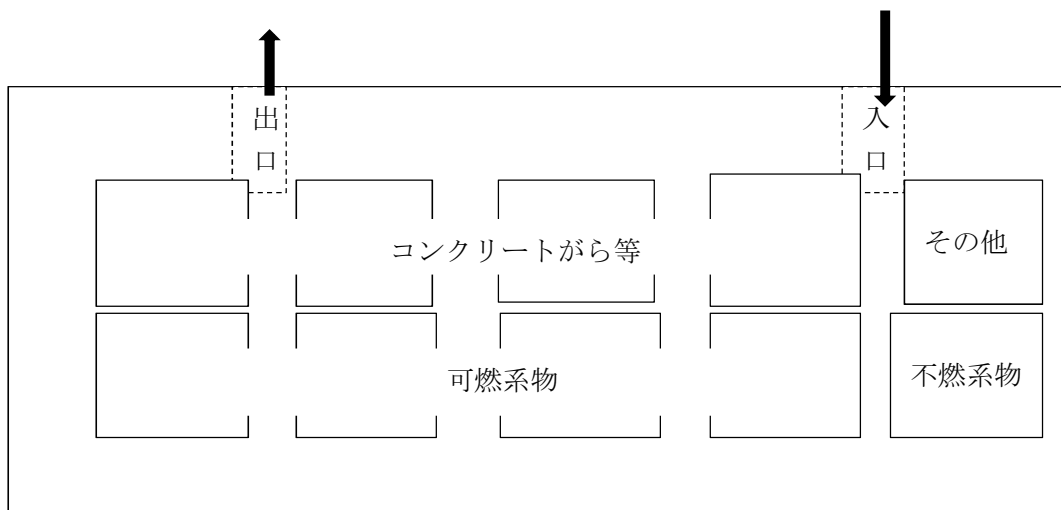 出口
入口
コンクリートがら等
その他
可燃系物
不燃系物